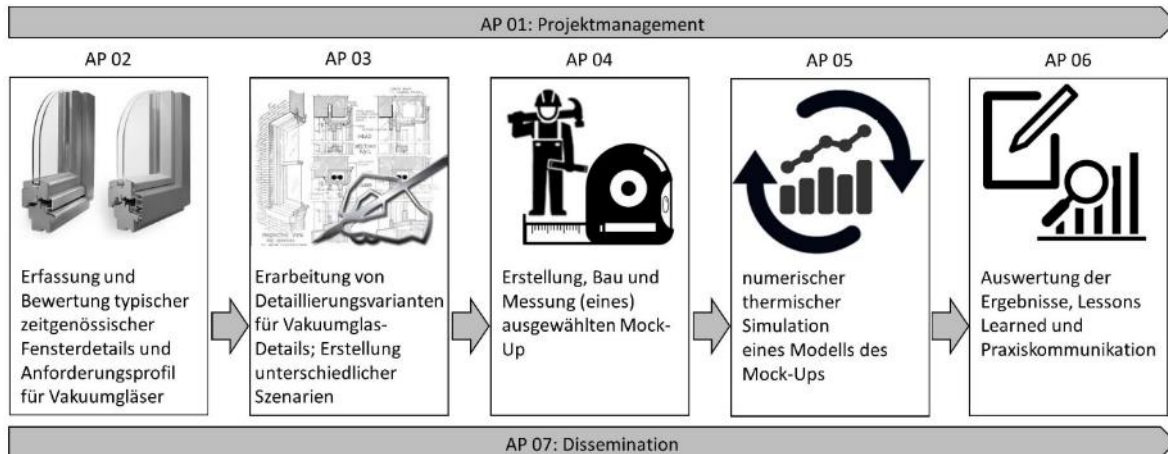 AP 01: Projektmanagement
AP 02
AP 03
AP 04
AP 05
AP 06
Erfassung und
Bewertung typischer
zeitgenössischer
Fensterdetails und
Anforderungsprofil
für Vakuumgläser
Erarbeitung von
Detaillierungsvarianten
für Vakuumglas-
Details; Erstellung
unterschiedlicher
Szenarien
Erstellung, Bau und
Messung (eines)
ausgewählten Mock-
Up
numerischer
thermischer
Simulation
eines Modells des
Mock-Ups
Auswertung der
Ergebnisse, Lessons
Learned und
Praxiskommunikation
AP 07: Dissemination